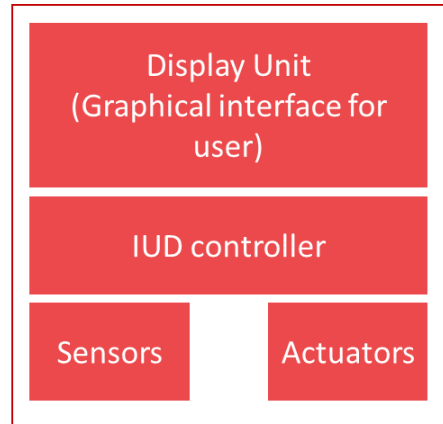 Display Unit
(Graphical interface for
user)
IUD controller
Sensors
Actuators